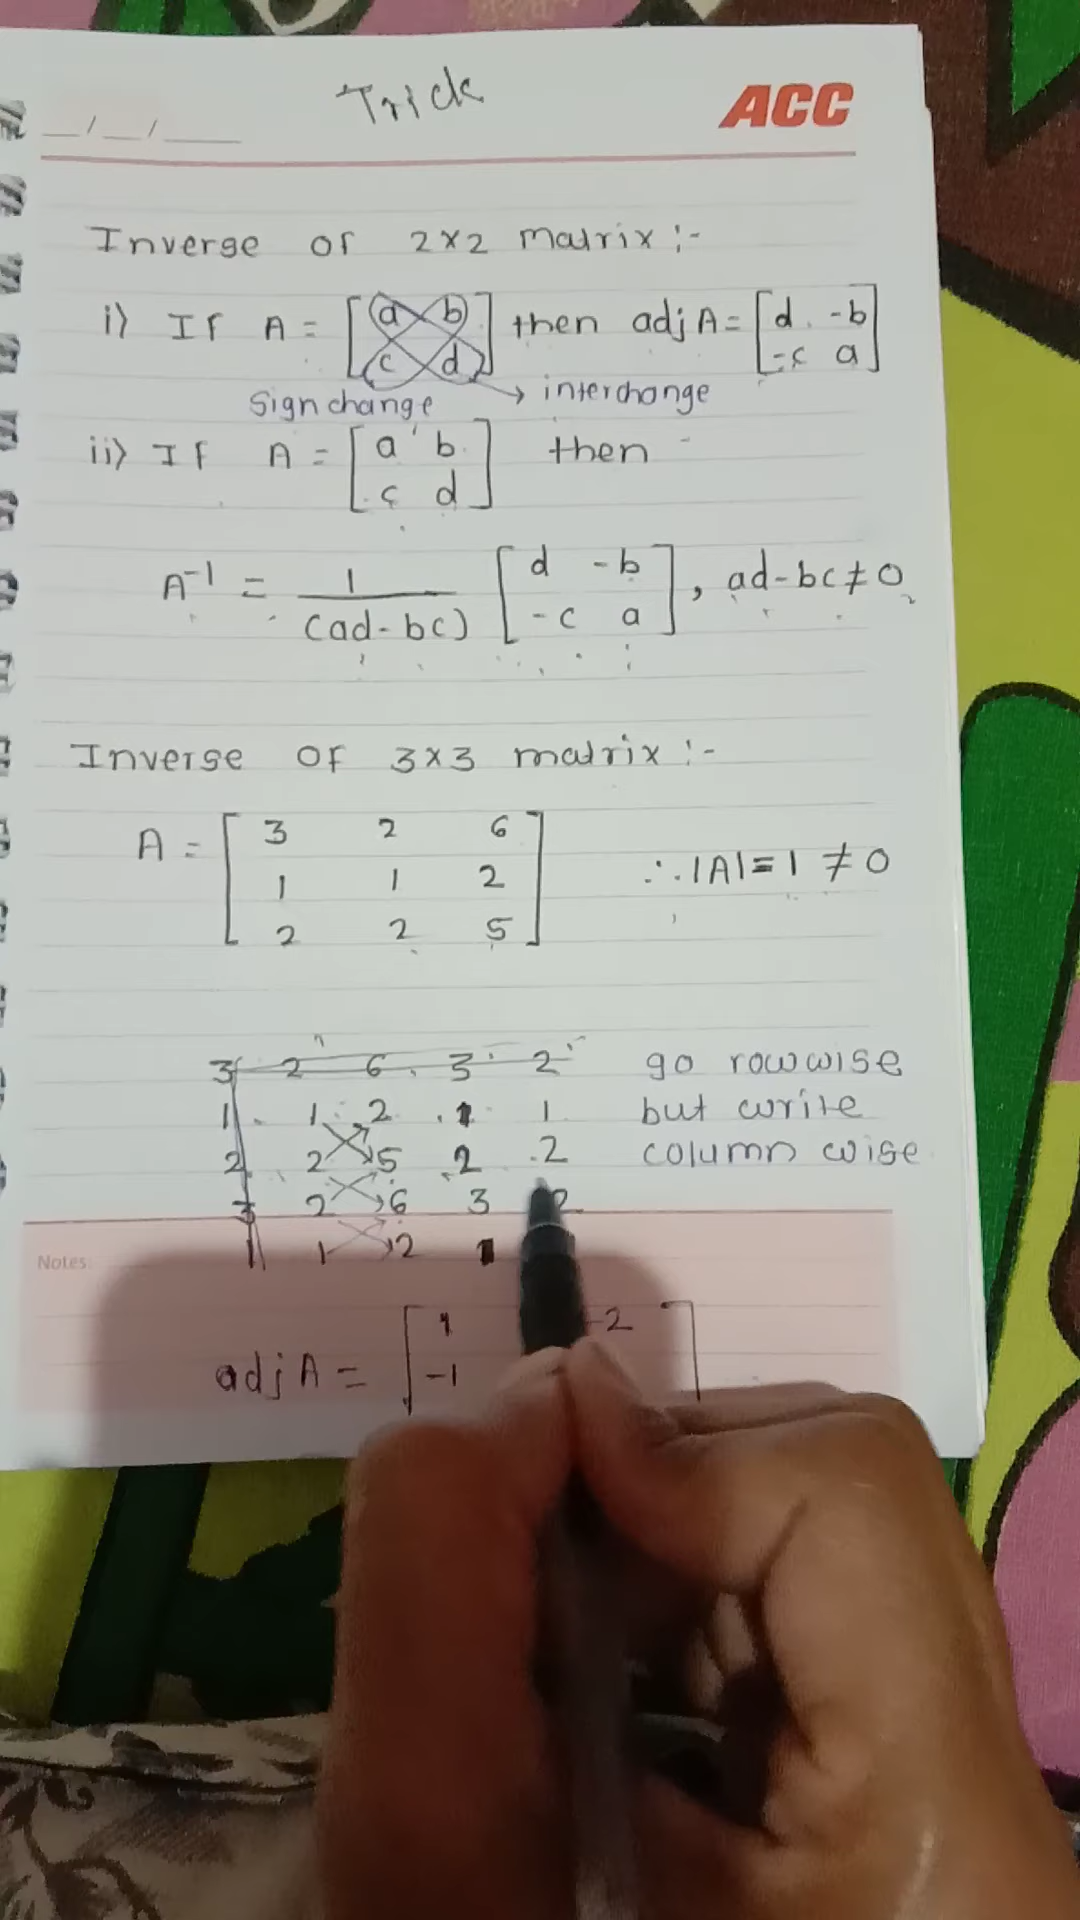 Trick
ACC
__/__/____
Inverse of 2×2 matrix :-
i) If A = [a b] then adj A = [d -b]
[c d] [-c a]
Sign change → interchange
ii) If A = [a b] then
[c d]
A⁻¹ = 1/(ad-bc) [d -b], ad-bc≠0
[-c a]
Inverse of 3×3 matrix :-
A = [3 2 6]
[1 1 2] ∴ |A| = 1 ≠ 0
[2 2 5]
3 2 6 3 2 go rowwise
1 1 2 1 1 but write
2 2 5 2 2 column wise
3 2 6 3 2
1 1 2 1
Notes:
adj A = [1 -2]
-1